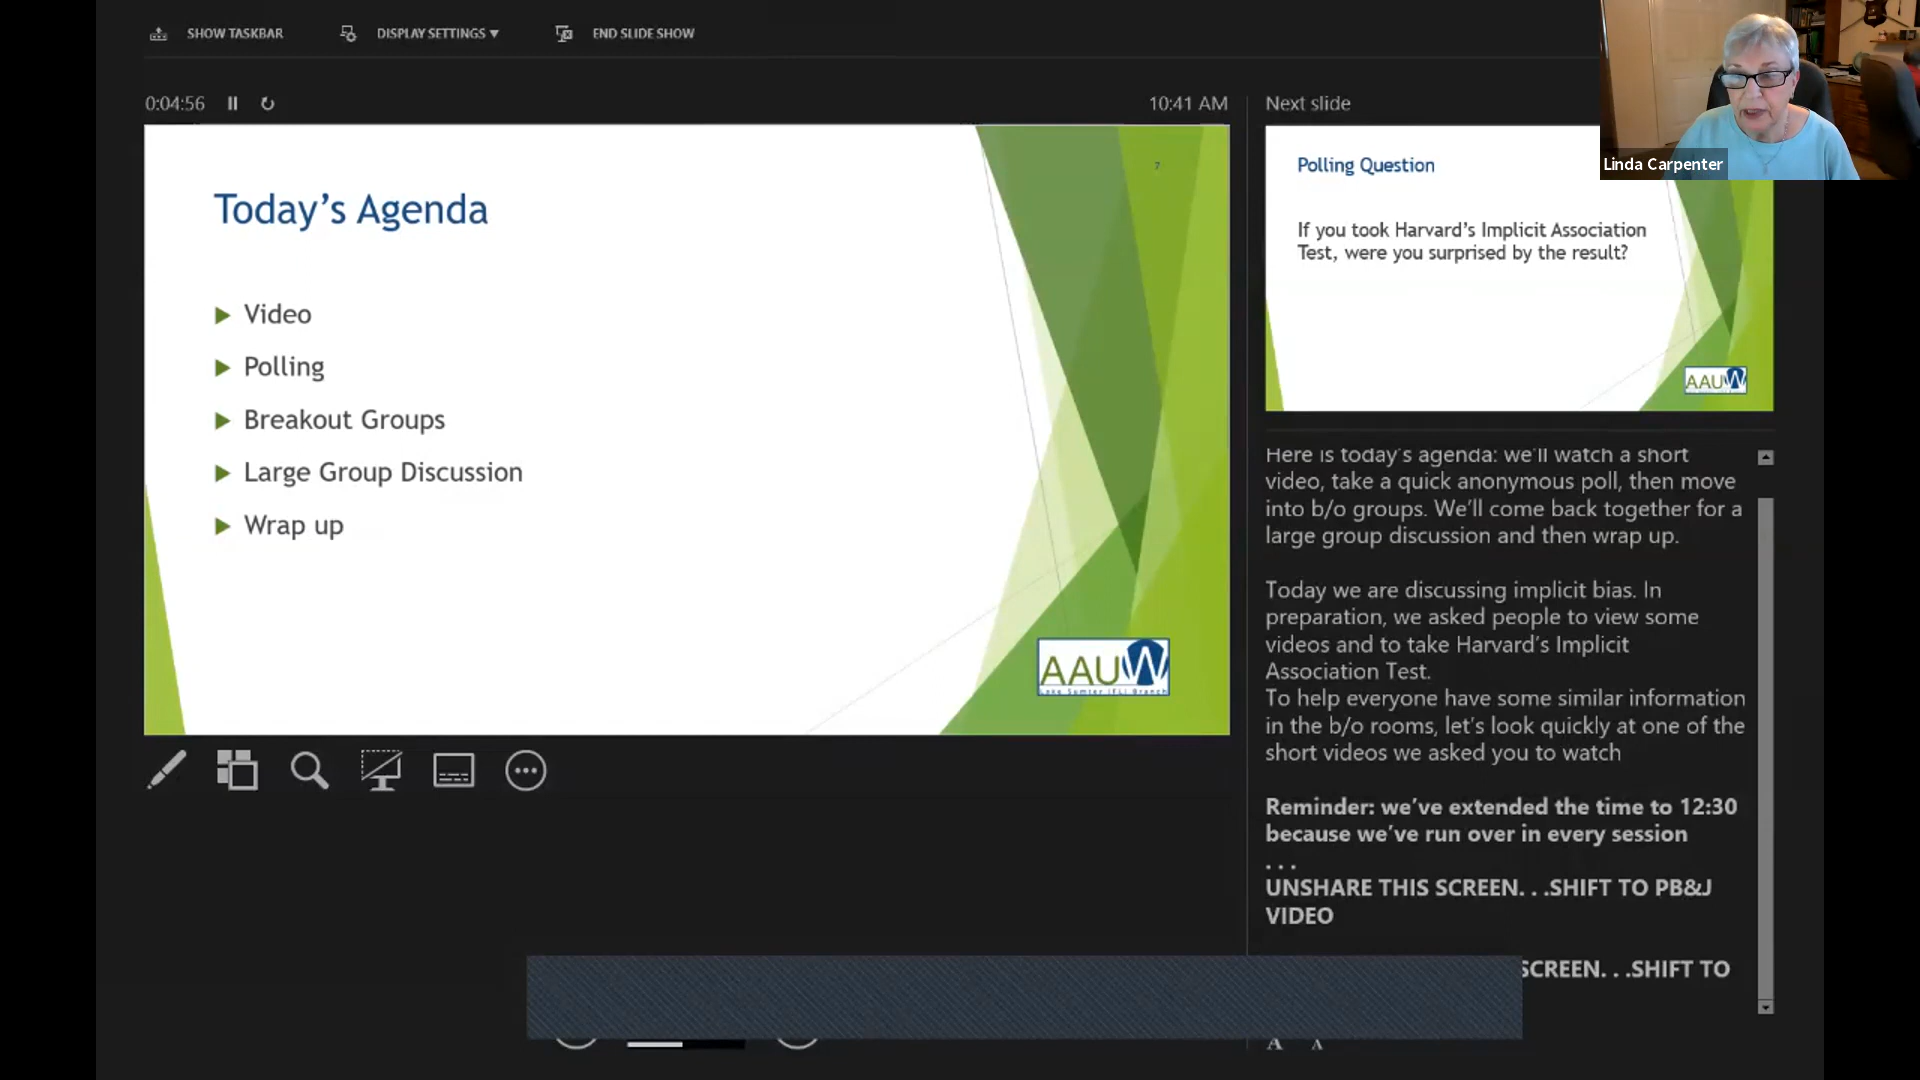 SHOW TASKBAR
DISPLAY SETTINGS ▼
END SLIDE SHOW
0:04:56
10:41 AM
7
Today’s Agenda
Video
Polling
Breakout Groups
Large Group Discussion
Wrap up
AAUW
Lake Sumter (FL) Branch
Next slide
Linda Carpenter
Polling Question
If you took Harvard’s Implicit Association
Test, were you surprised by the result?
AAUW
Here is today’s agenda: we’ll watch a short
video, take a quick anonymous poll, then move
into b/o groups. We’ll come back together for a
large group discussion and then wrap up.
Today we are discussing implicit bias. In
preparation, we asked people to view some
videos and to take Harvard’s Implicit
Association Test.
To help everyone have some similar information
in the b/o rooms, let’s look quickly at one of the
short videos we asked you to watch
Reminder: we’ve extended the time to 12:30
because we’ve run over in every session
. . .
UNSHARE THIS SCREEN. . .SHIFT TO PB&J
VIDEO
SCREEN. . .SHIFT TO
A A